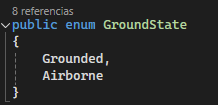 8 referencias
public enum GroundState
{
Grounded,
Airborne
}